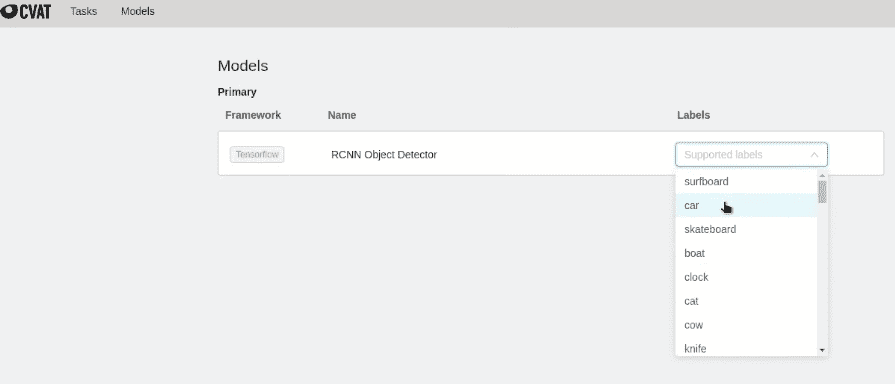 CVAT Tasks Models
Models
Primary
Framework Name Labels
Tensorflow RCNN Object Detector Supported labels
surfboard
car
skateboard
boat
clock
cat
cow
knife